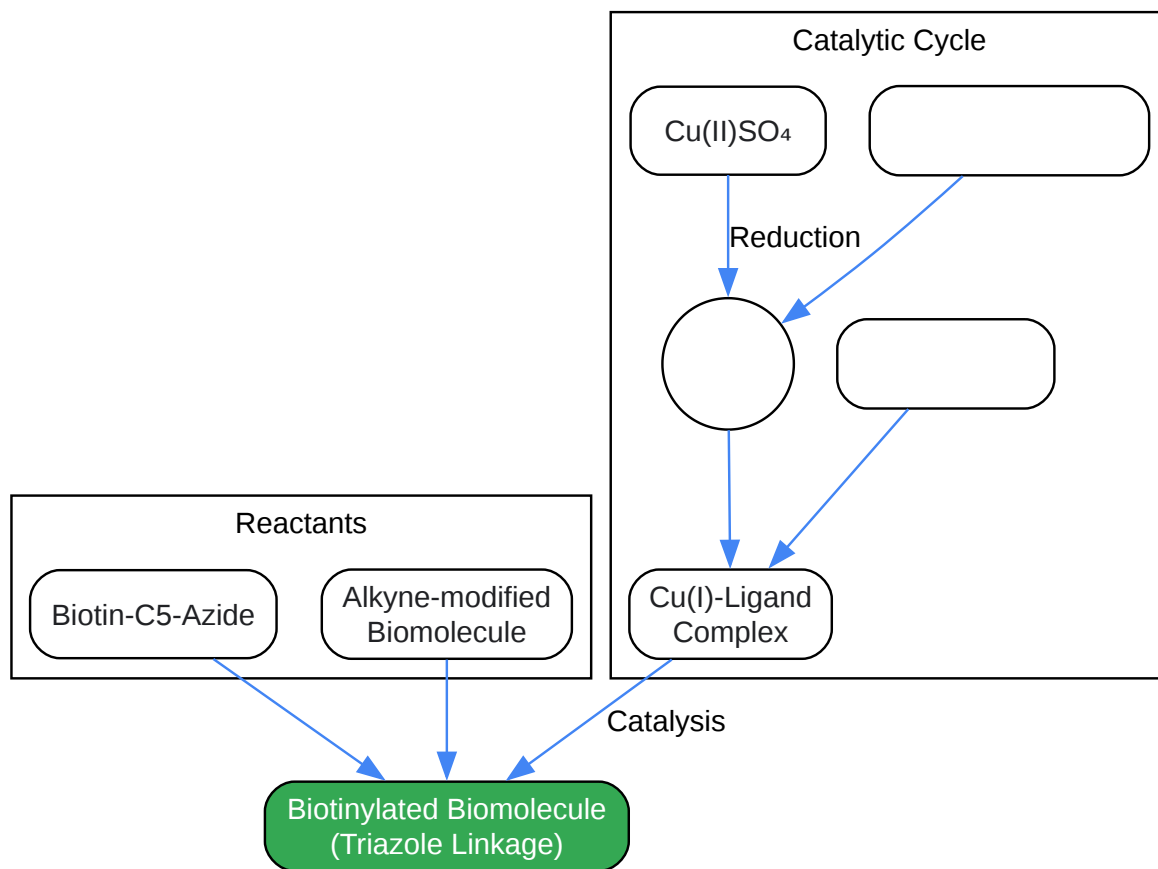 Catalytic Cycle
Cu(II)SO₄
Reduction
Reactants
Biotin-C5-Azide
Alkyne-modified
Biomolecule
Cu(I)-Ligand
Complex
Catalysis
Biotinylated Biomolecule
(Triazole Linkage)